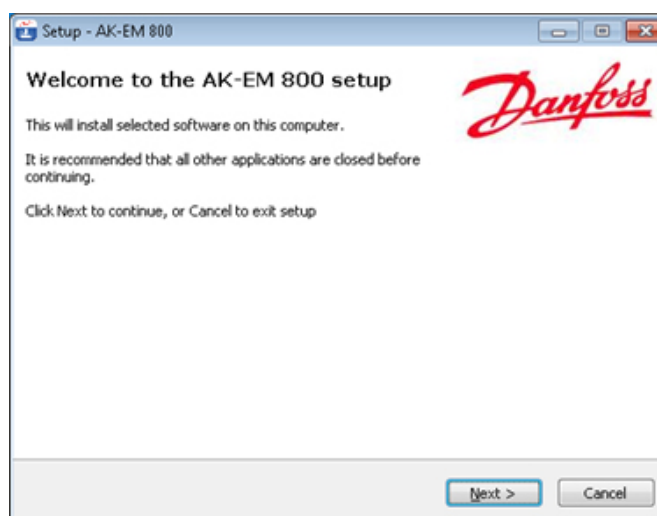 Setup - AK-EM 800
Welcome to the AK-EM 800 setup
Danfoss
This will install selected software on this computer.
It is recommended that all other applications are closed before
continuing.
Click Next to continue, or Cancel to exit setup
Next >
Cancel